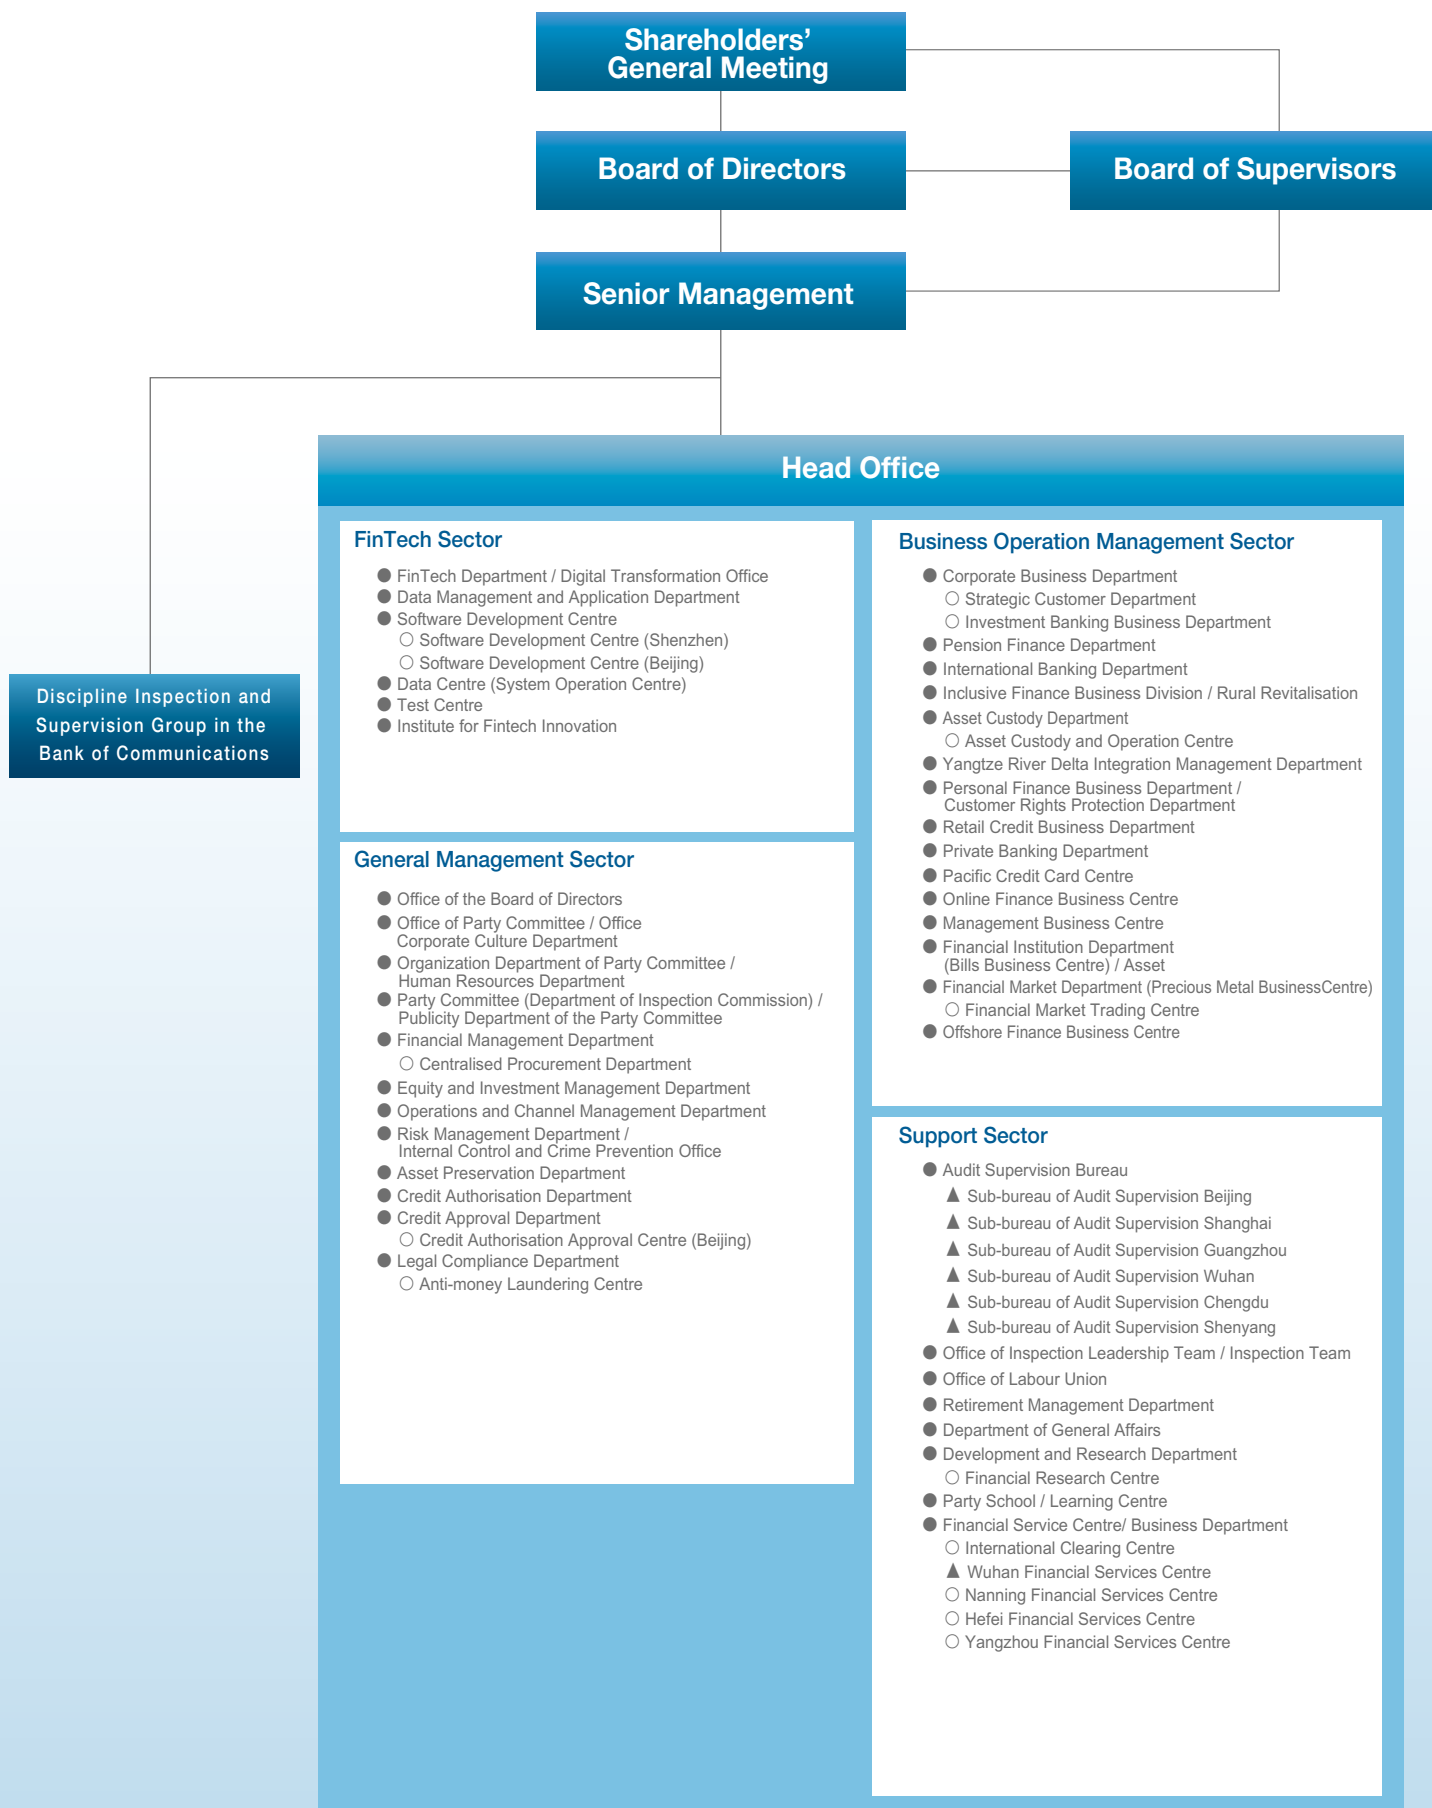 Shareholders'
General Meeting
Board of Directors
Board of Supervisors
Senior Management
Discipline Inspection and
Supervision Group in the
Bank of Communications
Head Office
FinTech Sector
● FinTech Department / Digital Transformation Office
● Data Management and Application Department
● Software Development Centre
○ Software Development Centre (Shenzhen)
○ Software Development Centre (Beijing)
● Data Centre (System Operation Centre)
● Test Centre
● Institute for Fintech Innovation
General Management Sector
● Office of the Board of Directors
● Office of Party Committee / Office
Corporate Culture Department
● Organization Department of Party Committee /
Human Resources Department
● Party Committee (Department of Inspection Commission) /
Publicity Department of the Party Committee
● Financial Management Department
○ Centralised Procurement Department
● Equity and Investment Management Department
● Operations and Channel Management Department
● Risk Management Department /
Internal Control and Crime Prevention Office
● Asset Preservation Department
● Credit Authorisation Department
● Credit Approval Department
○ Credit Authorisation Approval Centre (Beijing)
● Legal Compliance Department
○ Anti-money Laundering Centre
Business Operation Management Sector
● Corporate Business Department
○ Strategic Customer Department
○ Investment Banking Business Department
● Pension Finance Department
● International Banking Department
● Inclusive Finance Business Division / Rural Revitalisation
● Asset Custody Department
○ Asset Custody and Operation Centre
● Yangtze River Delta Integration Management Department
● Personal Finance Business Department /
Customer Rights Protection Department
● Retail Credit Business Department
● Private Banking Department
● Pacific Credit Card Centre
● Online Finance Business Centre
● Management Business Centre
● Financial Institution Department
(Bills Business Centre) / Asset
● Financial Market Department (Precious Metal BusinessCentre)
○ Financial Market Trading Centre
● Offshore Finance Business Centre
Support Sector
● Audit Supervision Bureau
▲ Sub-bureau of Audit Supervision Beijing
▲ Sub-bureau of Audit Supervision Shanghai
▲ Sub-bureau of Audit Supervision Guangzhou
▲ Sub-bureau of Audit Supervision Wuhan
▲ Sub-bureau of Audit Supervision Chengdu
▲ Sub-bureau of Audit Supervision Shenyang
● Office of Inspection Leadership Team / Inspection Team
● Office of Labour Union
● Retirement Management Department
● Department of General Affairs
● Development and Research Department
○ Financial Research Centre
● Party School / Learning Centre
● Financial Service Centre/ Business Department
○ International Clearing Centre
▲ Wuhan Financial Services Centre
○ Nanning Financial Services Centre
○ Hefei Financial Services Centre
○ Yangzhou Financial Services Centre